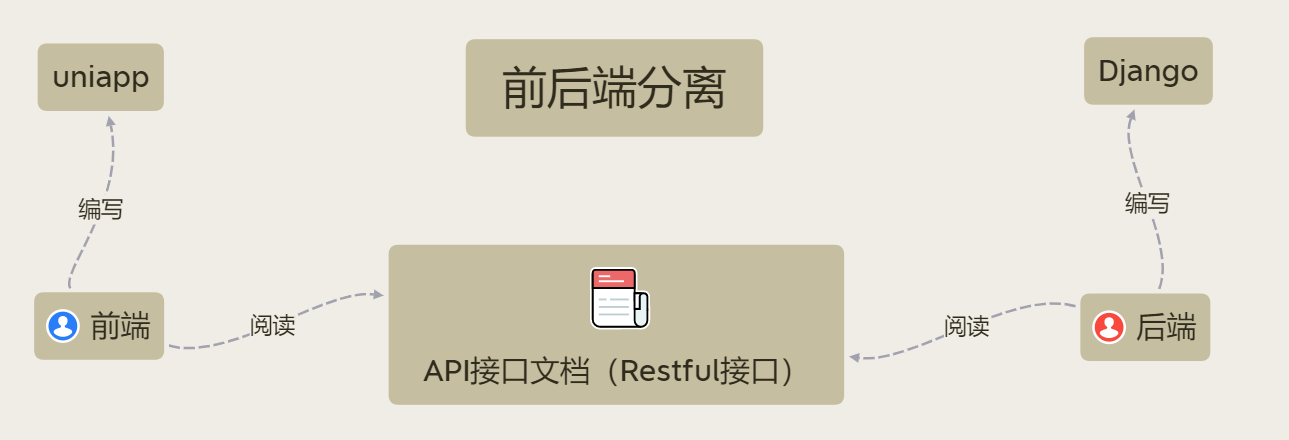 uniapp
前后端分离
Django
编写
编写
前端
阅读
API接口文档（Restful接口）
阅读
后端